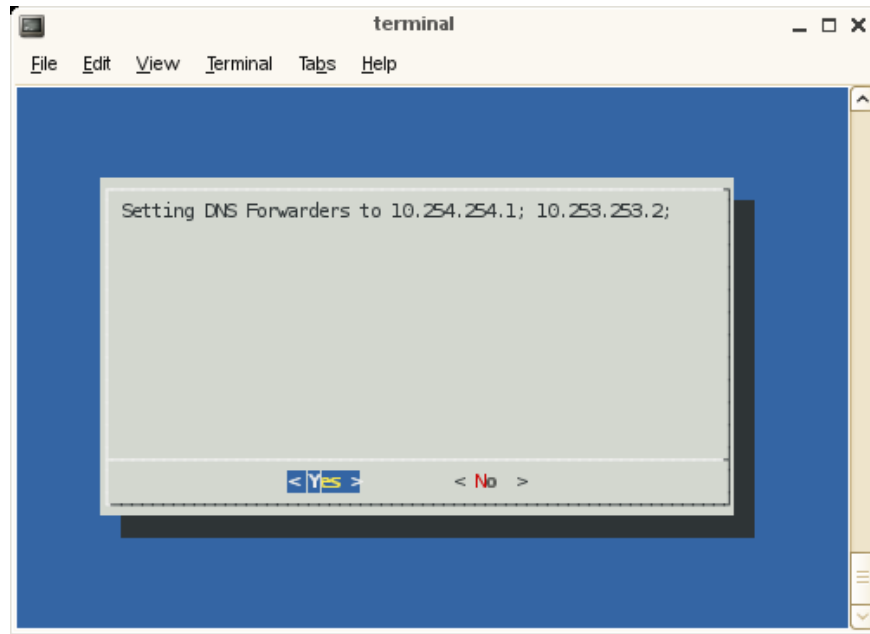 terminal
File Edit View Terminal Tabs Help
Setting DNS Forwarders to 10.254.254.1; 10.253.253.2;
< Yes > < No >